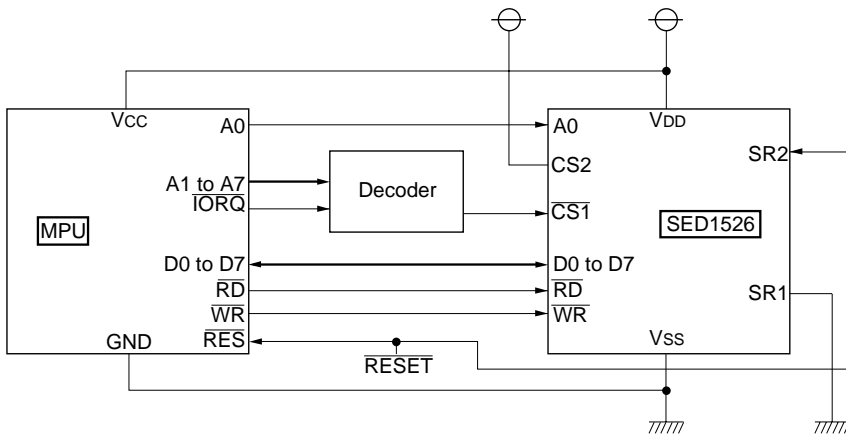 VCC
A0
A1 to A7
IORQ
MPU
D0 to D7
RD
WR
RES
GND
Decoder
RESET
A0
VDD
CS2
SR2
CS1
SED1526
D0 to D7
RD
SR1
WR
VSS